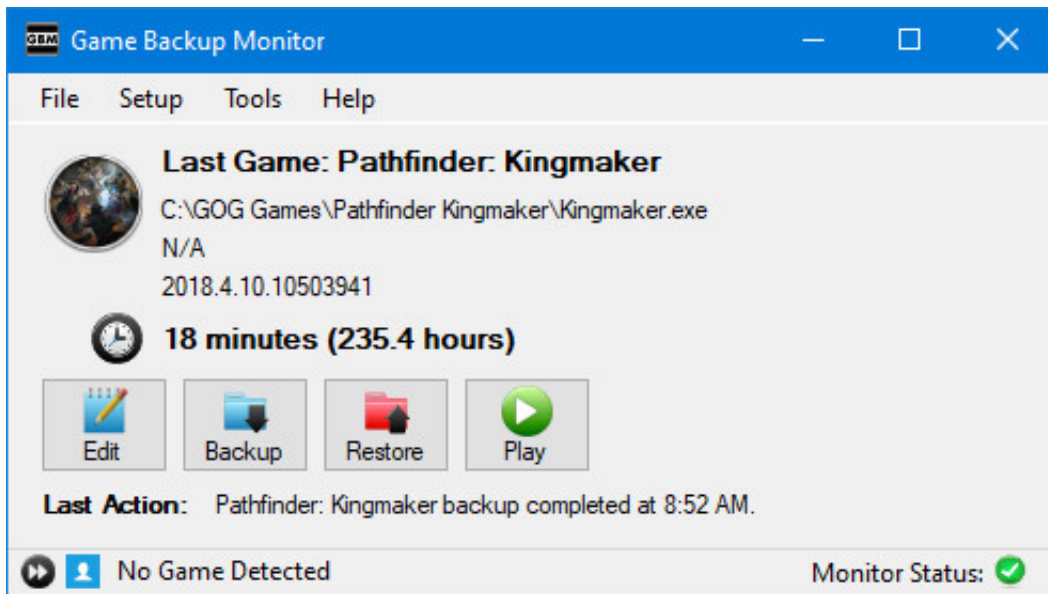 GBM Game Backup Monitor
File Setup Tools Help
Last Game: Pathfinder: Kingmaker
C:\GOG Games\Pathfinder Kingmaker\Kingmaker.exe
N/A
2018.4.10.10503941
18 minutes (235.4 hours)
Edit Backup Restore Play
Last Action: Pathfinder: Kingmaker backup completed at 8:52 AM.
No Game Detected Monitor Status: